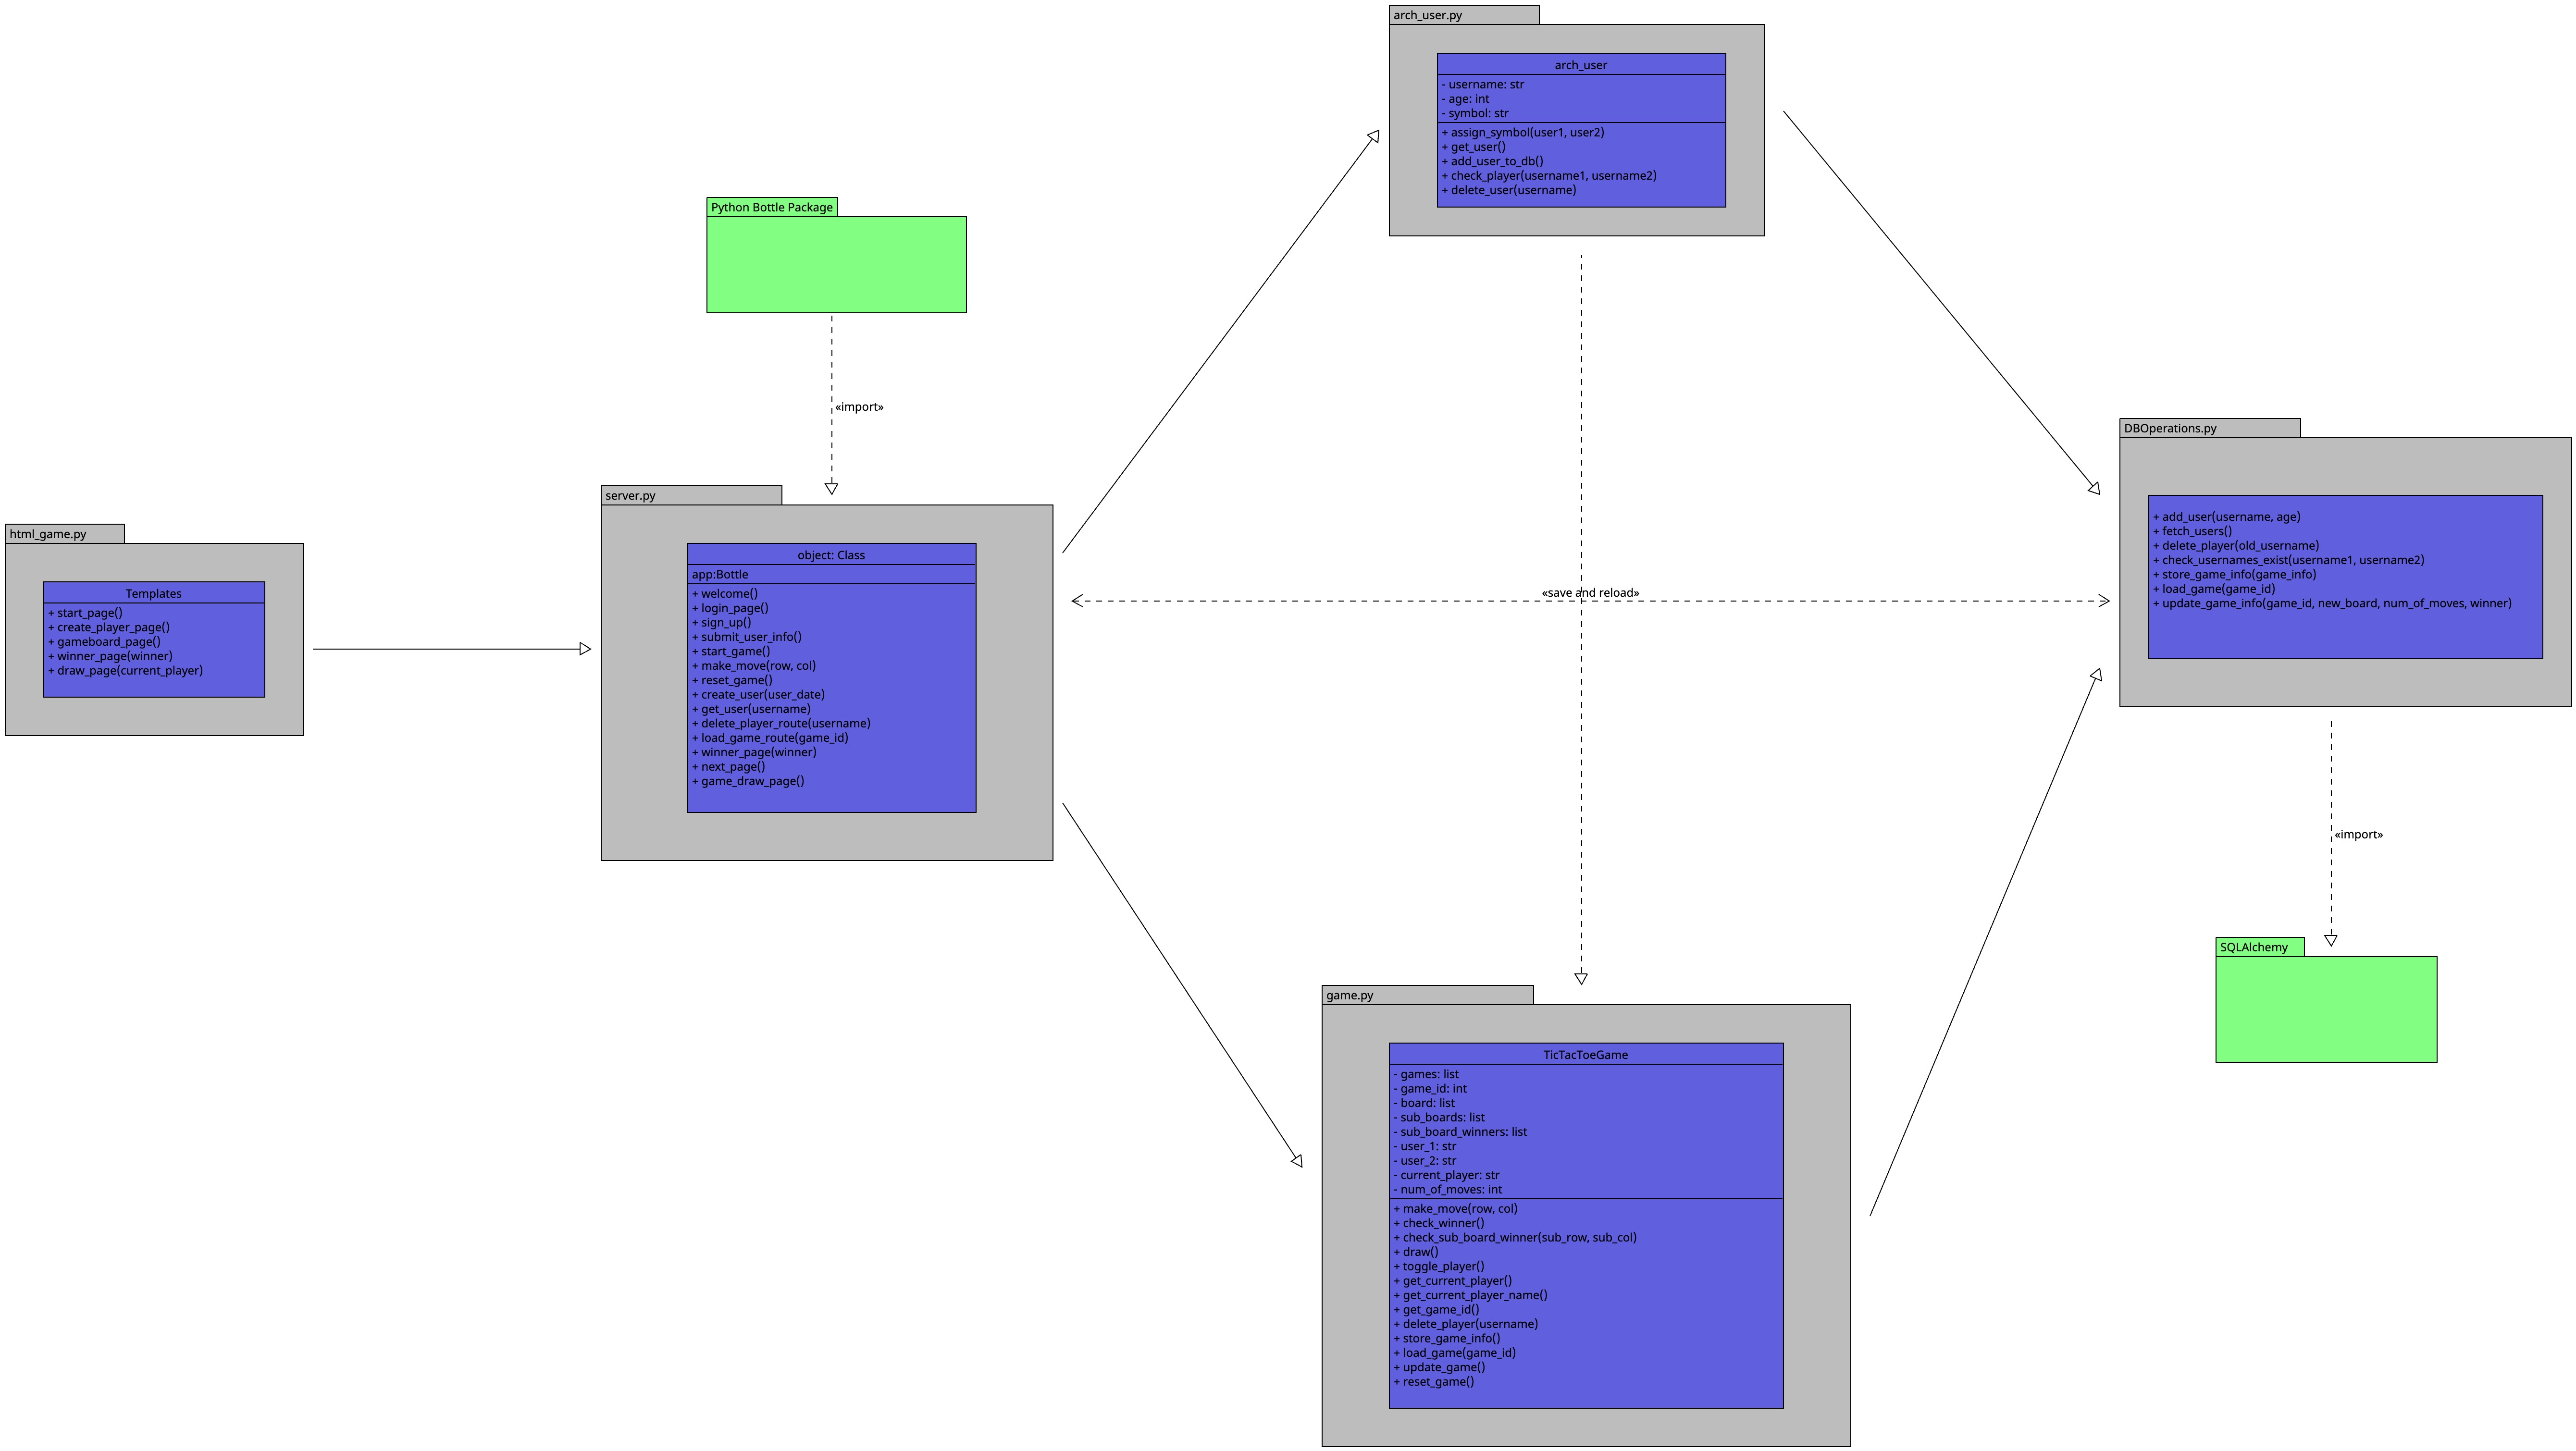 arch_user.py
arch_user
- username: str
- age: int
- symbol: str
+ assign_symbol(user1, user2)
+ get_user()
+ add_user_to_db()
+ check_player(username1, username2)
+ delete_user(username)
Python Bottle Package
«import»
html_game.py
Templates
+ start_page()
+ create_player_page()
+ gameboard_page()
+ winner_page(winner)
+ draw_page(current_player)
server.py
object: Class
app:Bottle
+ welcome()
+ login_page()
+ sign_up()
+ submit_user_info()
+ start_game()
+ make_move(row, col)
+ reset_game()
+ create_user(user_date)
+ get_user(username)
+ delete_player_route(username)
+ load_game_route(game_id)
+ winner_page(winner)
+ next_page()
+ game_draw_page()
«save and reload»
DBOperations.py
+ add_user(username, age)
+ fetch_users()
+ delete_player(old_username)
+ check_usernames_exist(username1, username2)
+ store_game_info(game_info)
+ load_game(game_id)
+ update_game_info(game_id, new_board, num_of_moves, winner)
«import»
SQLAlchemy
game.py
TicTacToeGame
- games: list
- game_id: int
- board: list
- sub_boards: list
- sub_board_winners: list
- user_1: str
- user_2: str
- current_player: str
- num_of_moves: int
+ make_move(row, col)
+ check_winner()
+ check_sub_board_winner(sub_row, sub_col)
+ draw()
+ toggle_player()
+ get_current_player()
+ get_current_player_name()
+ get_game_id()
+ delete_player(username)
+ store_game_info()
+ load_game(game_id)
+ update_game()
+ reset_game()